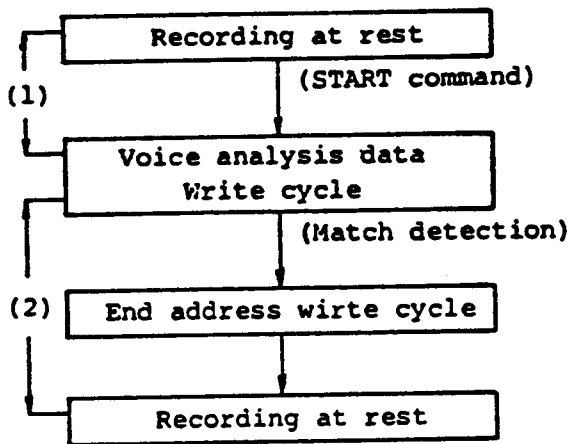 Recording at rest
(START command)
(1)
Voice analysis data
Write cycle
(Match detection)
(2)
End address wirte cycle
Recording at rest